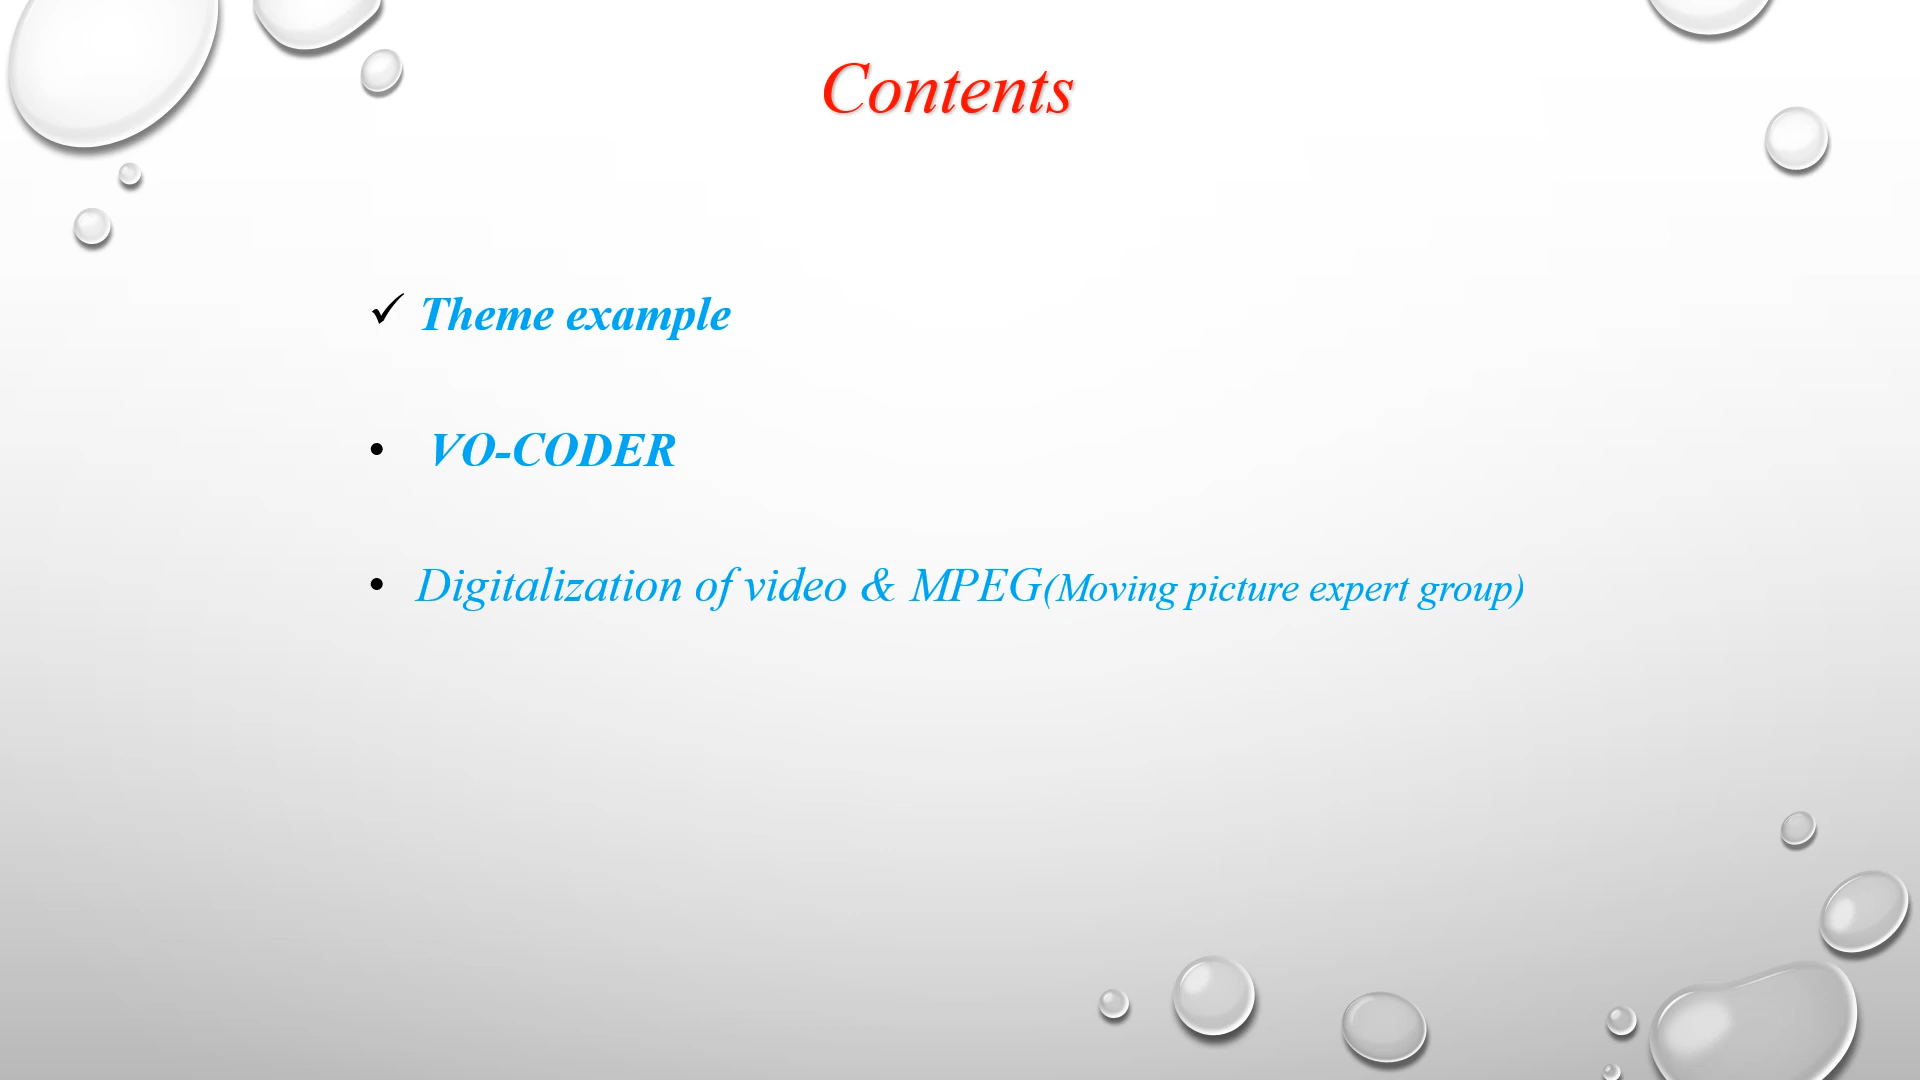 Contents
✓ Theme example
• VO-CODER
• Digitalization of video & MPEG(Moving picture expert group)